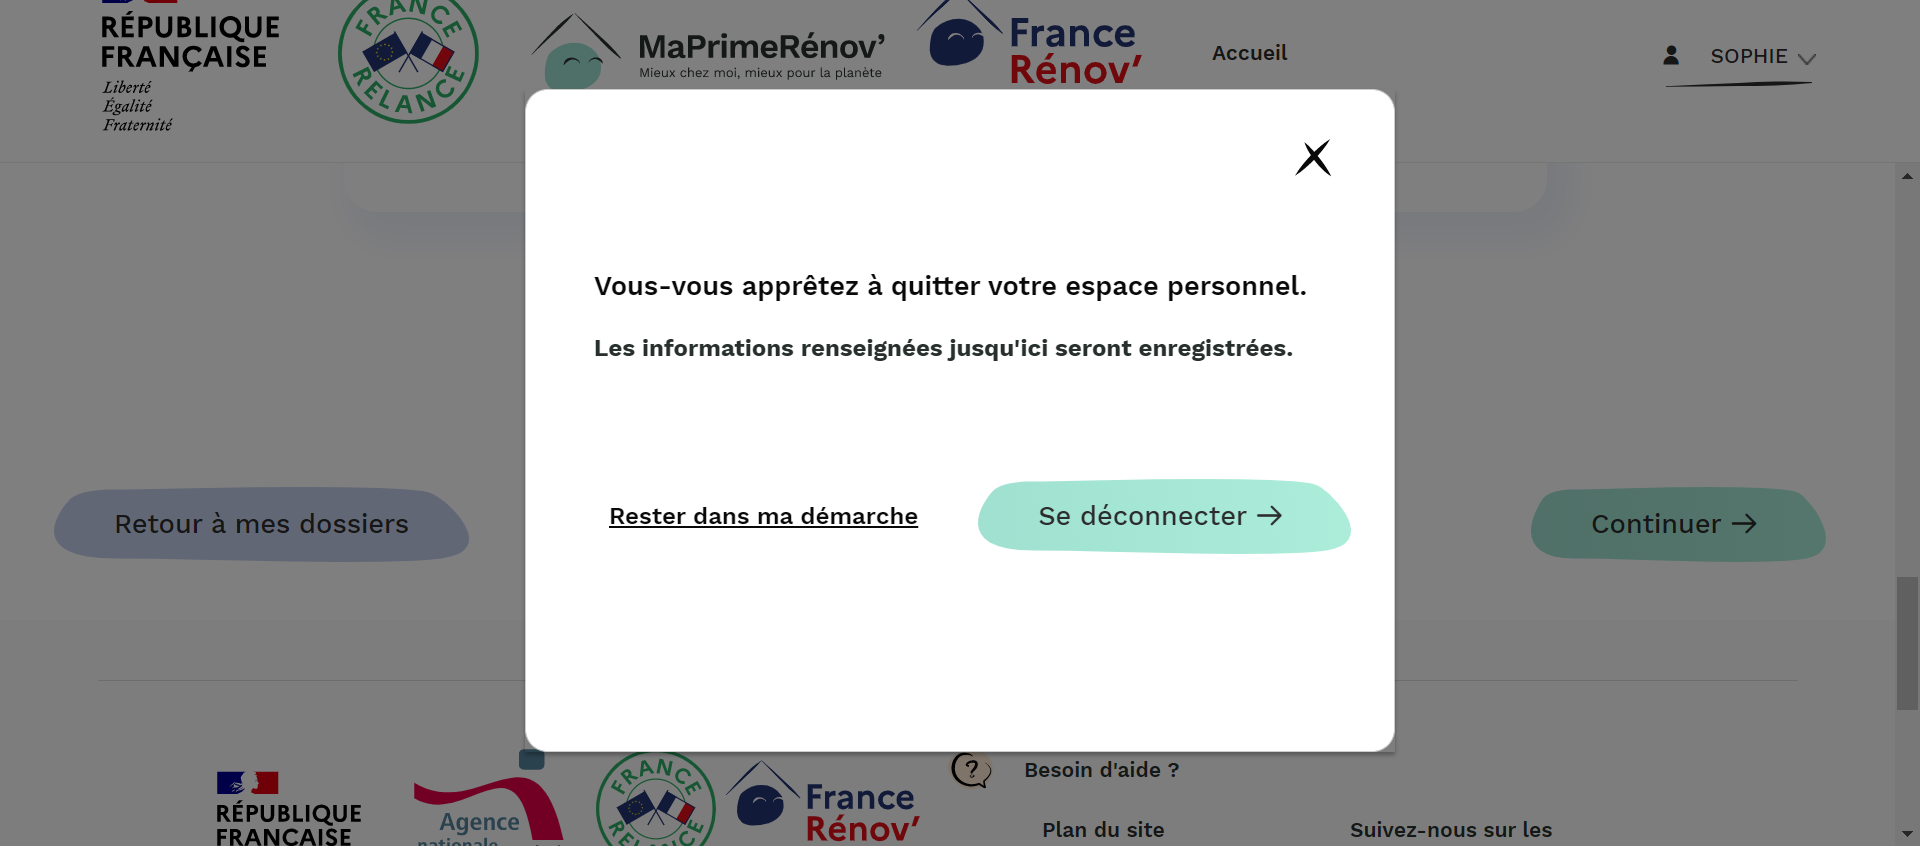 RÉPUBLIQUE
FRANÇAISE
Liberté
Égalité
Fraternité
FRANCE
RELANCE
MaPrimeRénov’
Mieux chez moi, mieux pour la planète
France
Rénov’
Accueil
SOPHIE
Vous-vous apprêtez à quitter votre espace personnel.
Les informations renseignées jusqu'ici seront enregistrées.
Retour à mes dossiers
Rester dans ma démarche
Se déconnecter
Continuer
RÉPUBLIQUE
FRANÇAISE
Agence
nationale
FRANCE
RELANCE
France
Rénov’
Besoin d'aide ?
Plan du site
Suivez-nous sur les